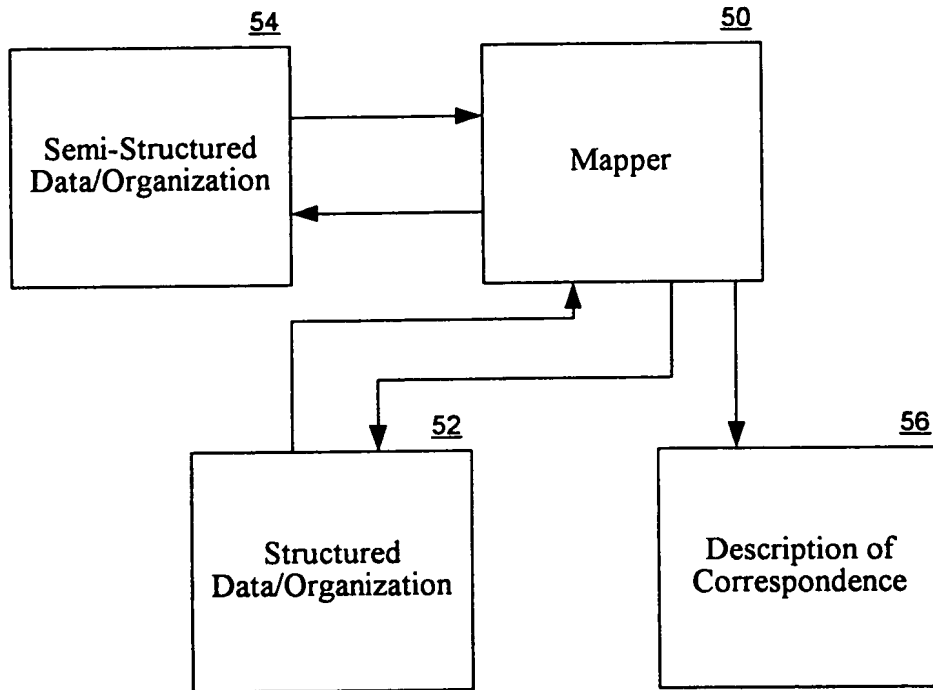 54
50
Semi-Structured
Data/Organization
Mapper
52
56
Structured
Data/Organization
Description of
Correspondence